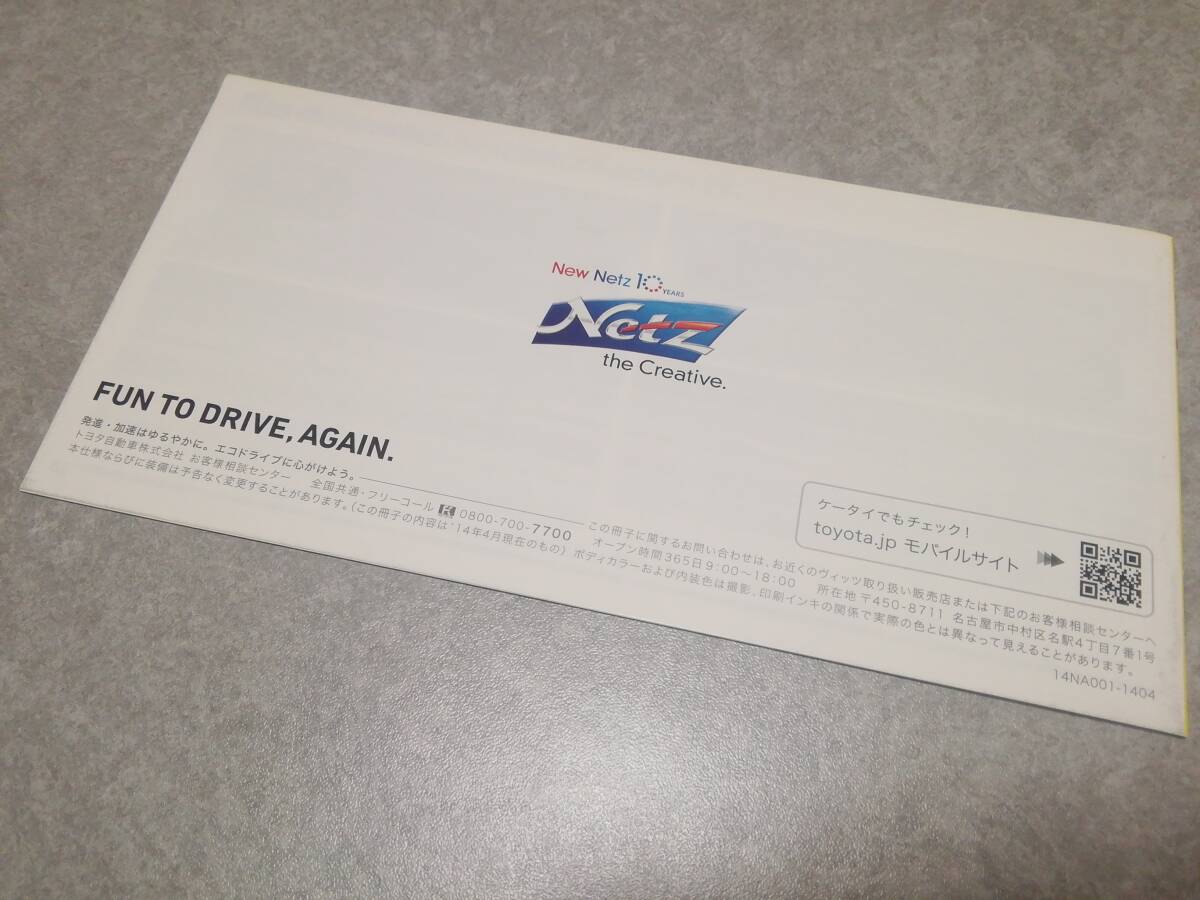 New Netz 10 YEARS
Netz
the Creative.
FUN TO DRIVE, AGAIN.
発進・加速はゆるやかに。エコドライブに心がけよう。
ケータイでもチェック!
toyota.jp モバイルサイト
この冊子に関するお問い合わせは、お近くのヴィッツ取り扱い販売店または下記のお客様相談センターへ
トヨタ自動車株式会社 お客様相談センター 全国共通・フリーコール 0800-700-7700 オープン時間365日9:00〜18:00 所在地 〒450-8711 名古屋市中村区名駅4丁目7番1号
本仕様ならびに装備は予告なく変更することがあります。(この冊子の内容は'14年4月現在のもの) ボディカラーおよび内装色は撮影、印刷インキの関係で実際の色とは異なって見えることがあります。
14NA001-1404